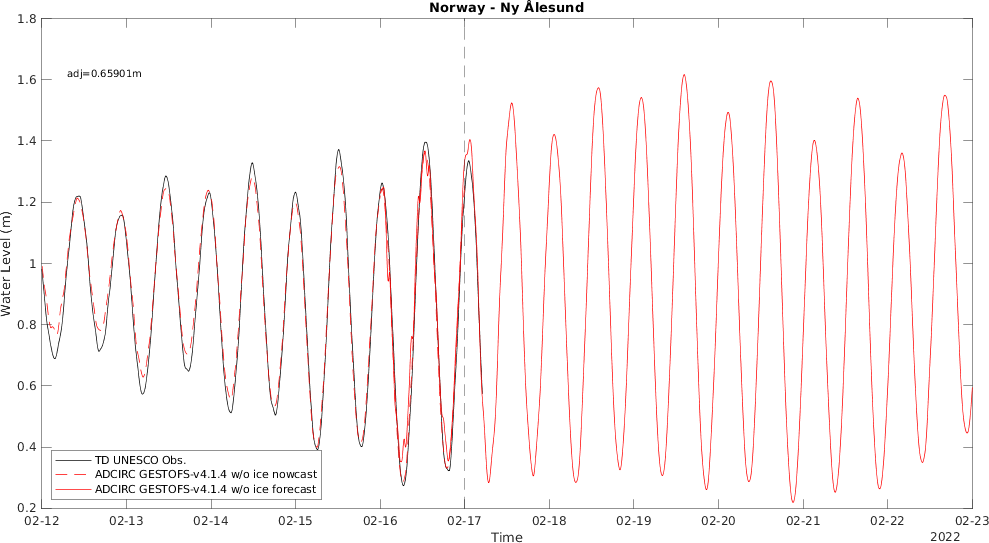 Norway - Ny Ålesund
1.8
1.6
1.4
1.2
1
0.8
0.6
0.4
0.2
Water Level (m)
adj=0.65901m
TD UNESCO Obs.
ADCIRC GESTOFS-v4.1.4 w/o ice nowcast
ADCIRC GESTOFS-v4.1.4 w/o ice forecast
02-12 02-13 02-14 02-15 02-16 02-17 02-18 02-19 02-20 02-21 02-22 02-23
Time
2022